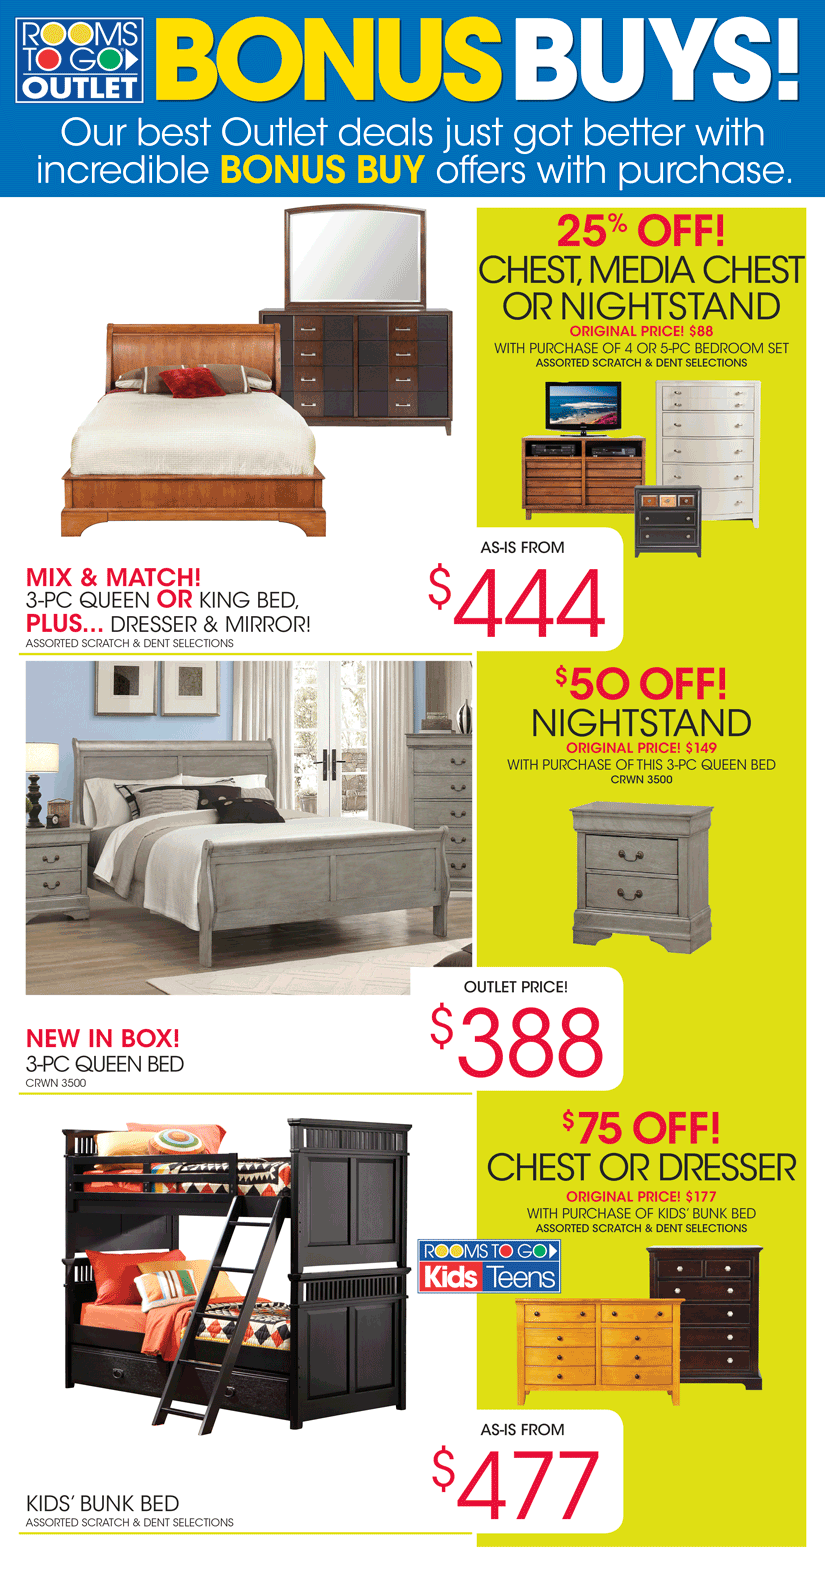 ROOMS
TO GO
OUTLET
BONUS BUYS!
Our best Outlet deals just got better with
incredible BONUS BUY offers with purchase.
25% OFF!
CHEST, MEDIA CHEST
OR NIGHTSTAND
ORIGINAL PRICE! $88
WITH PURCHASE OF 4 OR 5-PC BEDROOM SET
ASSORTED SCRATCH & DENT SELECTIONS
MIX & MATCH!
3-PC QUEEN OR KING BED,
PLUS... DRESSER & MIRROR!
ASSORTED SCRATCH & DENT SELECTIONS
AS-IS FROM
$444
$50 OFF!
NIGHTSTAND
ORIGINAL PRICE! $149
WITH PURCHASE OF THIS 3-PC QUEEN BED
CRWN 3500
NEW IN BOX!
3-PC QUEEN BED
CRWN 3500
OUTLET PRICE!
$388
$75 OFF!
CHEST OR DRESSER
ORIGINAL PRICE! $177
WITH PURCHASE OF KIDS' BUNK BED
ASSORTED SCRATCH & DENT SELECTIONS
ROOMS TO GO
Kids Teens
AS-IS FROM
$477
KIDS' BUNK BED
ASSORTED SCRATCH & DENT SELECTIONS